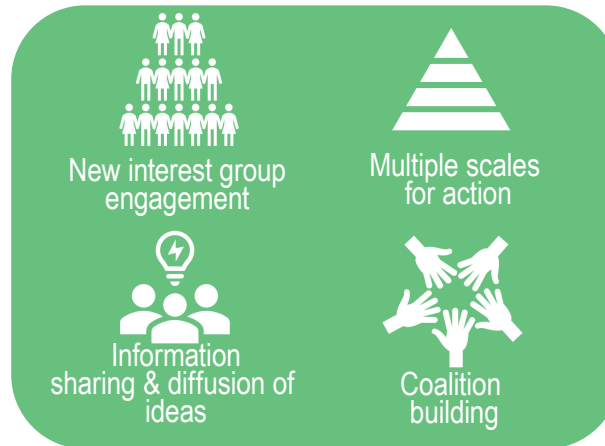 New interest group
engagement
Multiple scales
for action
Information
sharing & diffusion of
ideas
Coalition
building